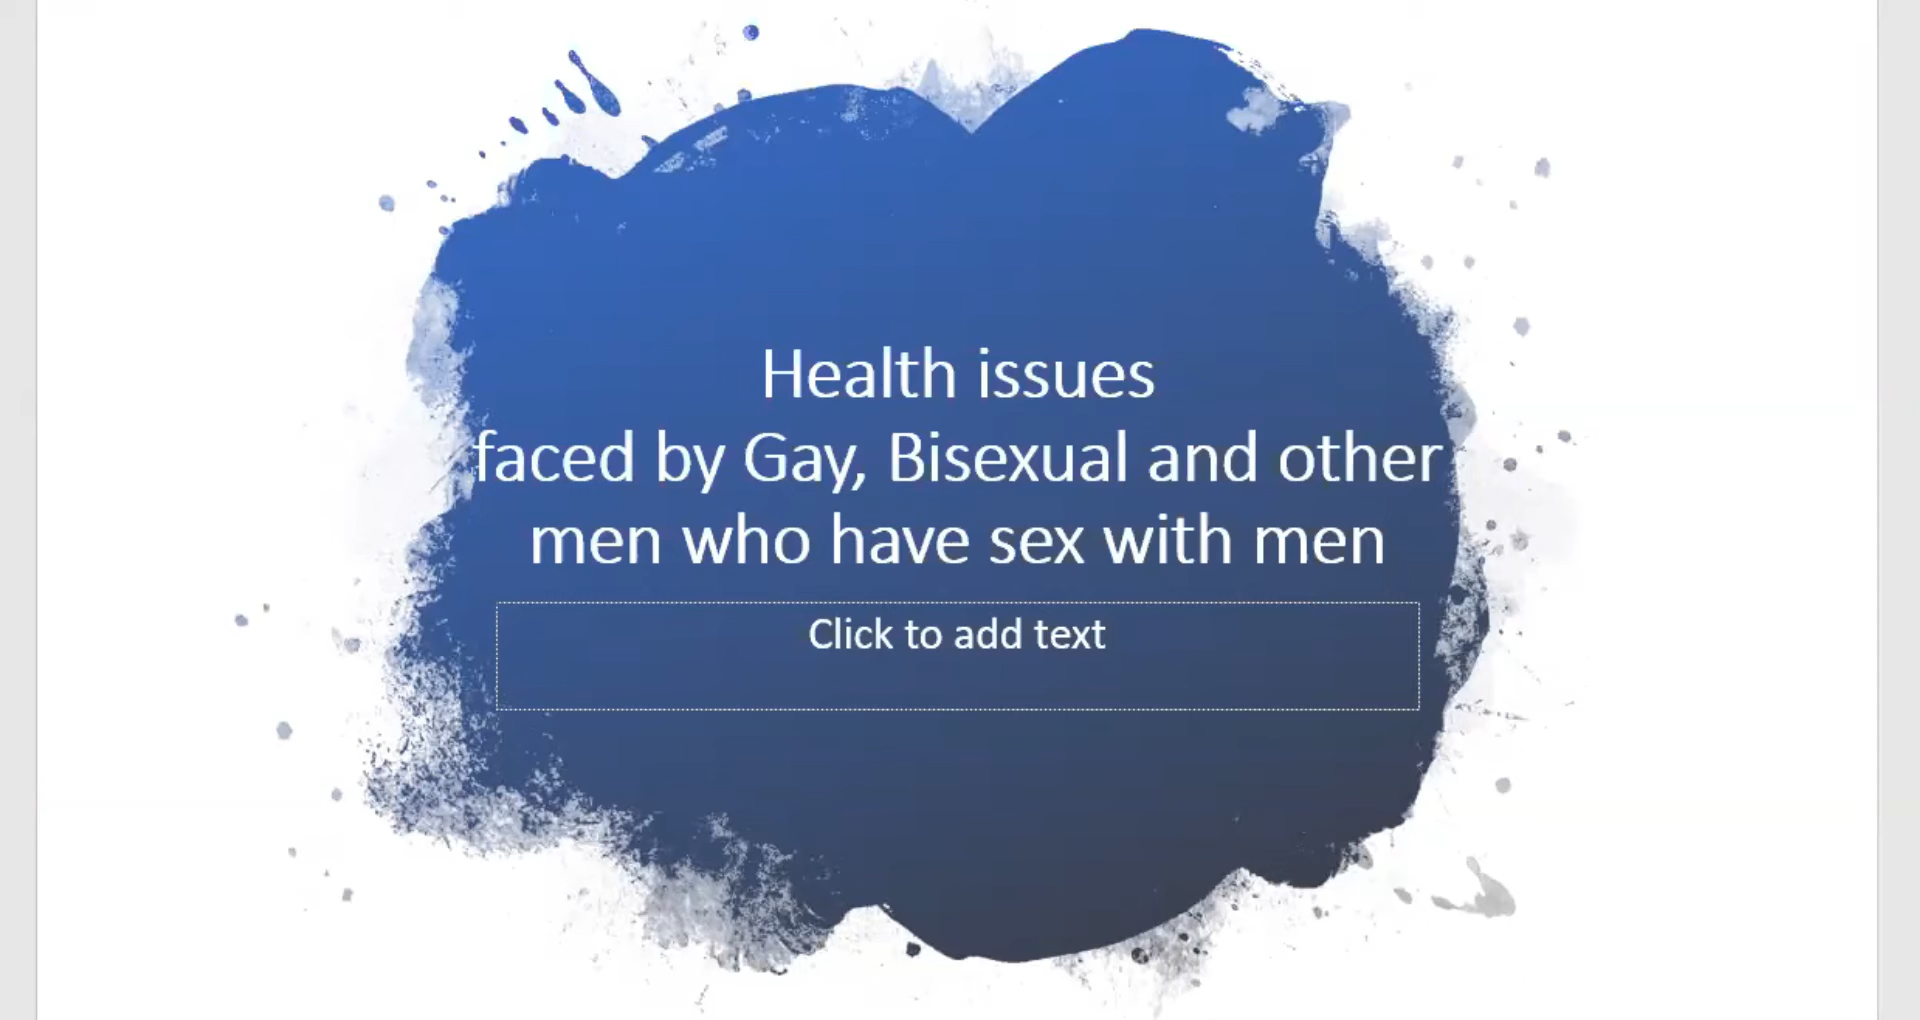 Health issues
faced by Gay, Bisexual and other
men who have sex with men
Click to add text